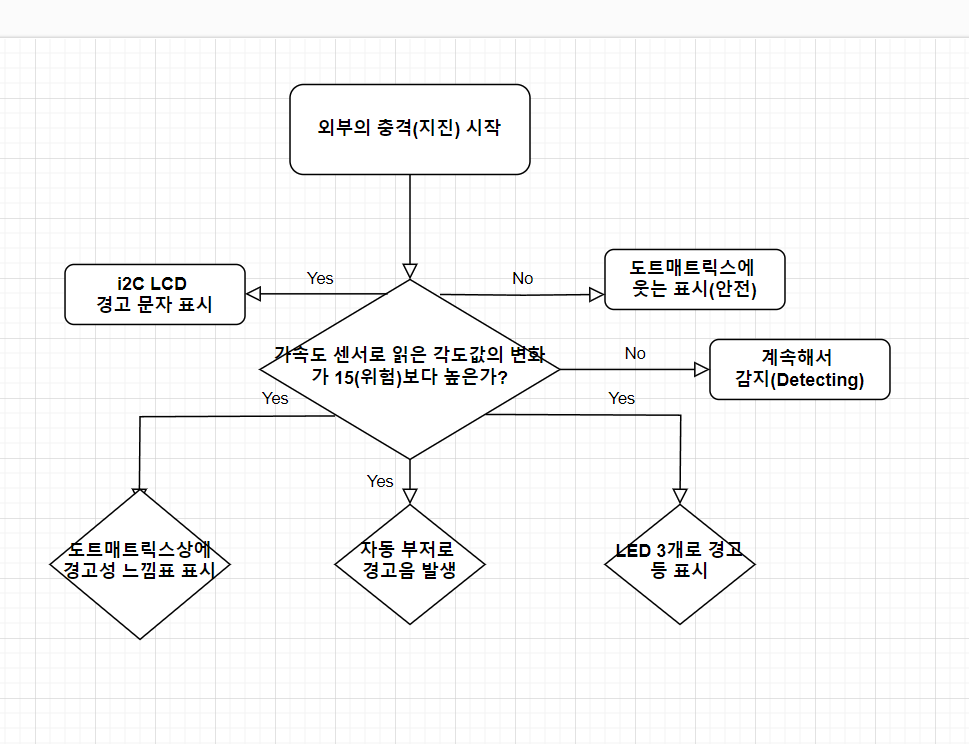 외부의 충격(지진) 시작
Yes
No
i2C LCD
경고 문자 표시
도트매트릭스에
웃는 표시(안전)
가속도 센서로 읽은 각도값의 변화
가 15(위험)보다 높은가?
No
계속해서
감지(Detecting)
Yes
Yes
Yes
도트매트릭스상에
경고성 느낌표 표시
자동 부저로
경고음 발생
LED 3개로 경고
등 표시